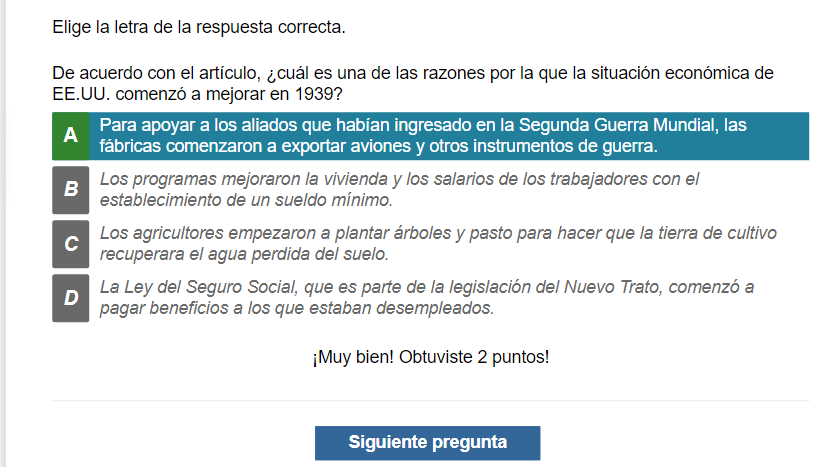 Elige la letra de la respuesta correcta.
De acuerdo con el artículo, ¿cuál es una de las razones por la que la situación económica de
EE.UU. comenzó a mejorar en 1939?
A Para apoyar a los aliados que habían ingresado en la Segunda Guerra Mundial, las
fábricas comenzaron a exportar aviones y otros instrumentos de guerra.
B Los programas mejoraron la vivienda y los salarios de los trabajadores con el
establecimiento de un sueldo mínimo.
C Los agricultores empezaron a plantar árboles y pasto para hacer que la tierra de cultivo
recuperara el agua perdida del suelo.
D La Ley del Seguro Social, que es parte de la legislación del Nuevo Trato, comenzó a
pagar beneficios a los que estaban desempleados.
¡Muy bien! Obtuviste 2 puntos!
Siguiente pregunta